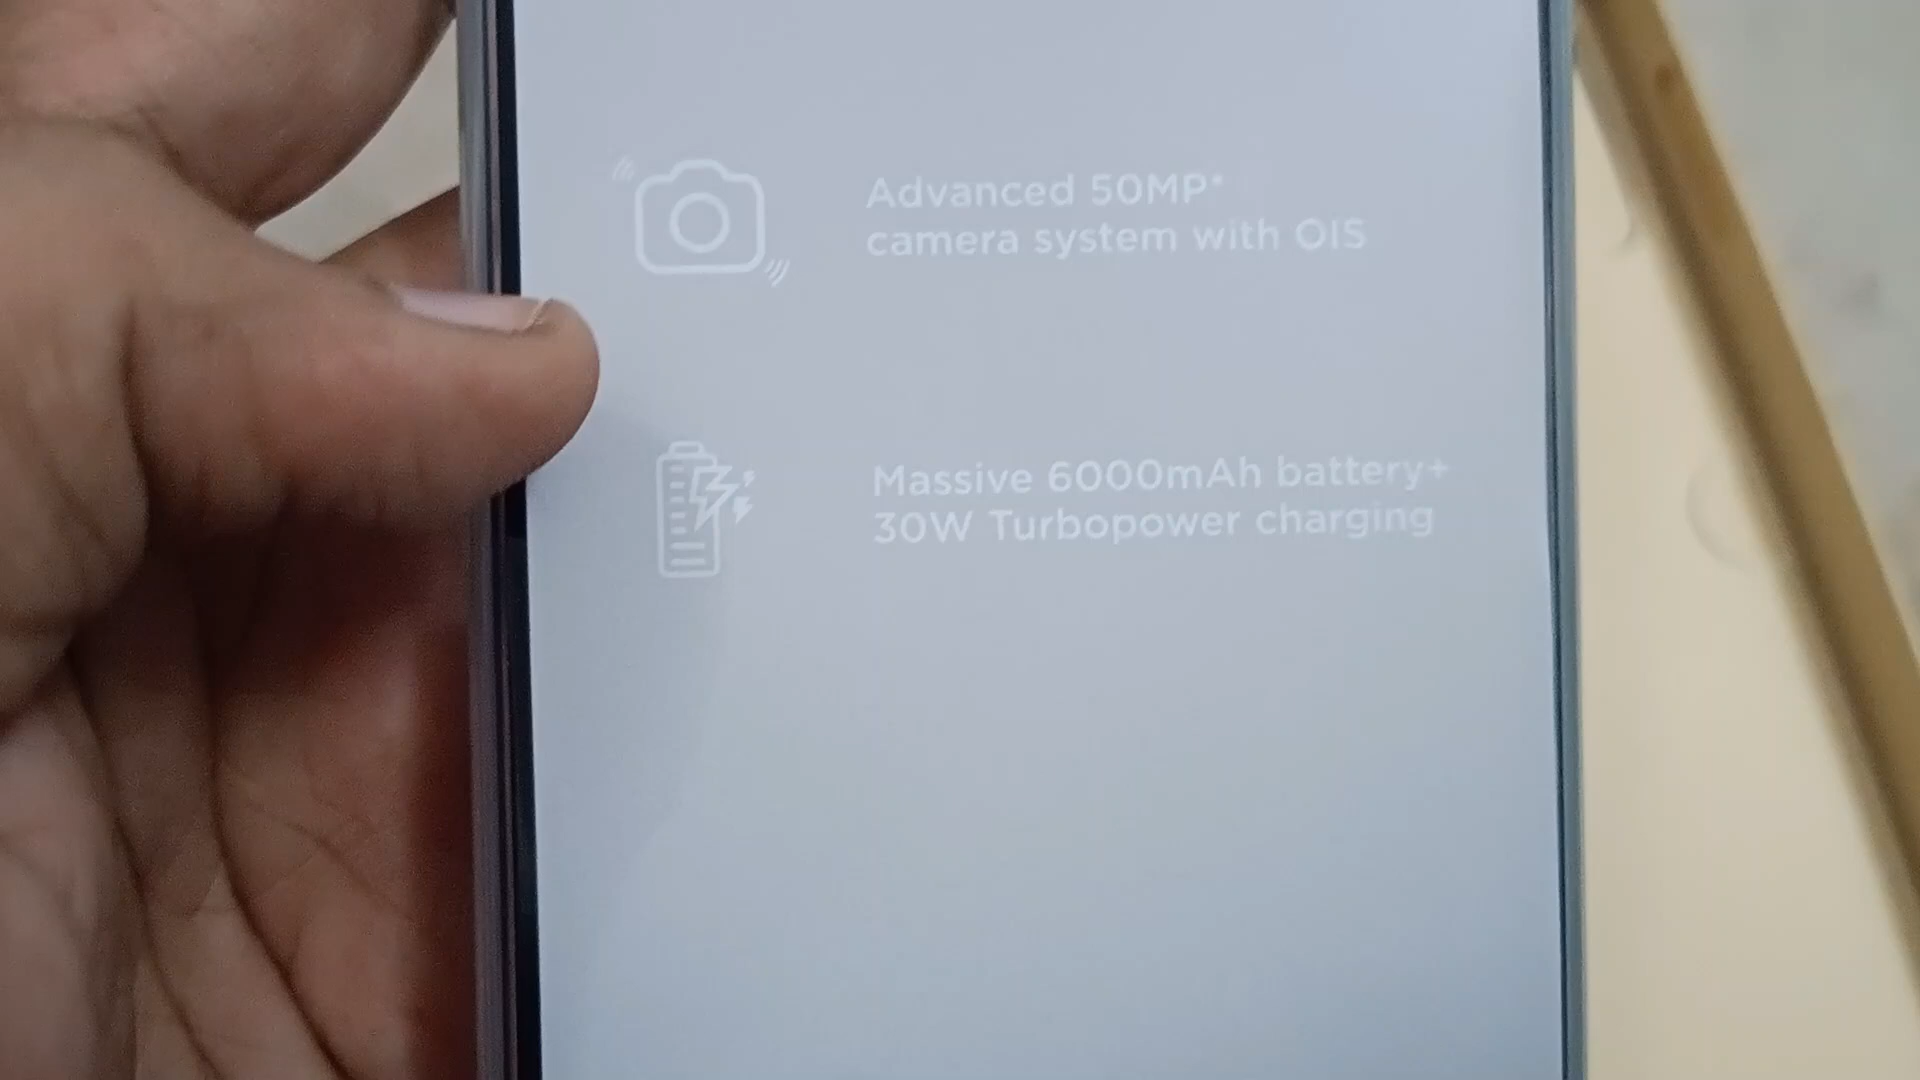 Advanced 50MP*
camera system with OIS
Massive 6000mAh battery+
30W Turbopower charging